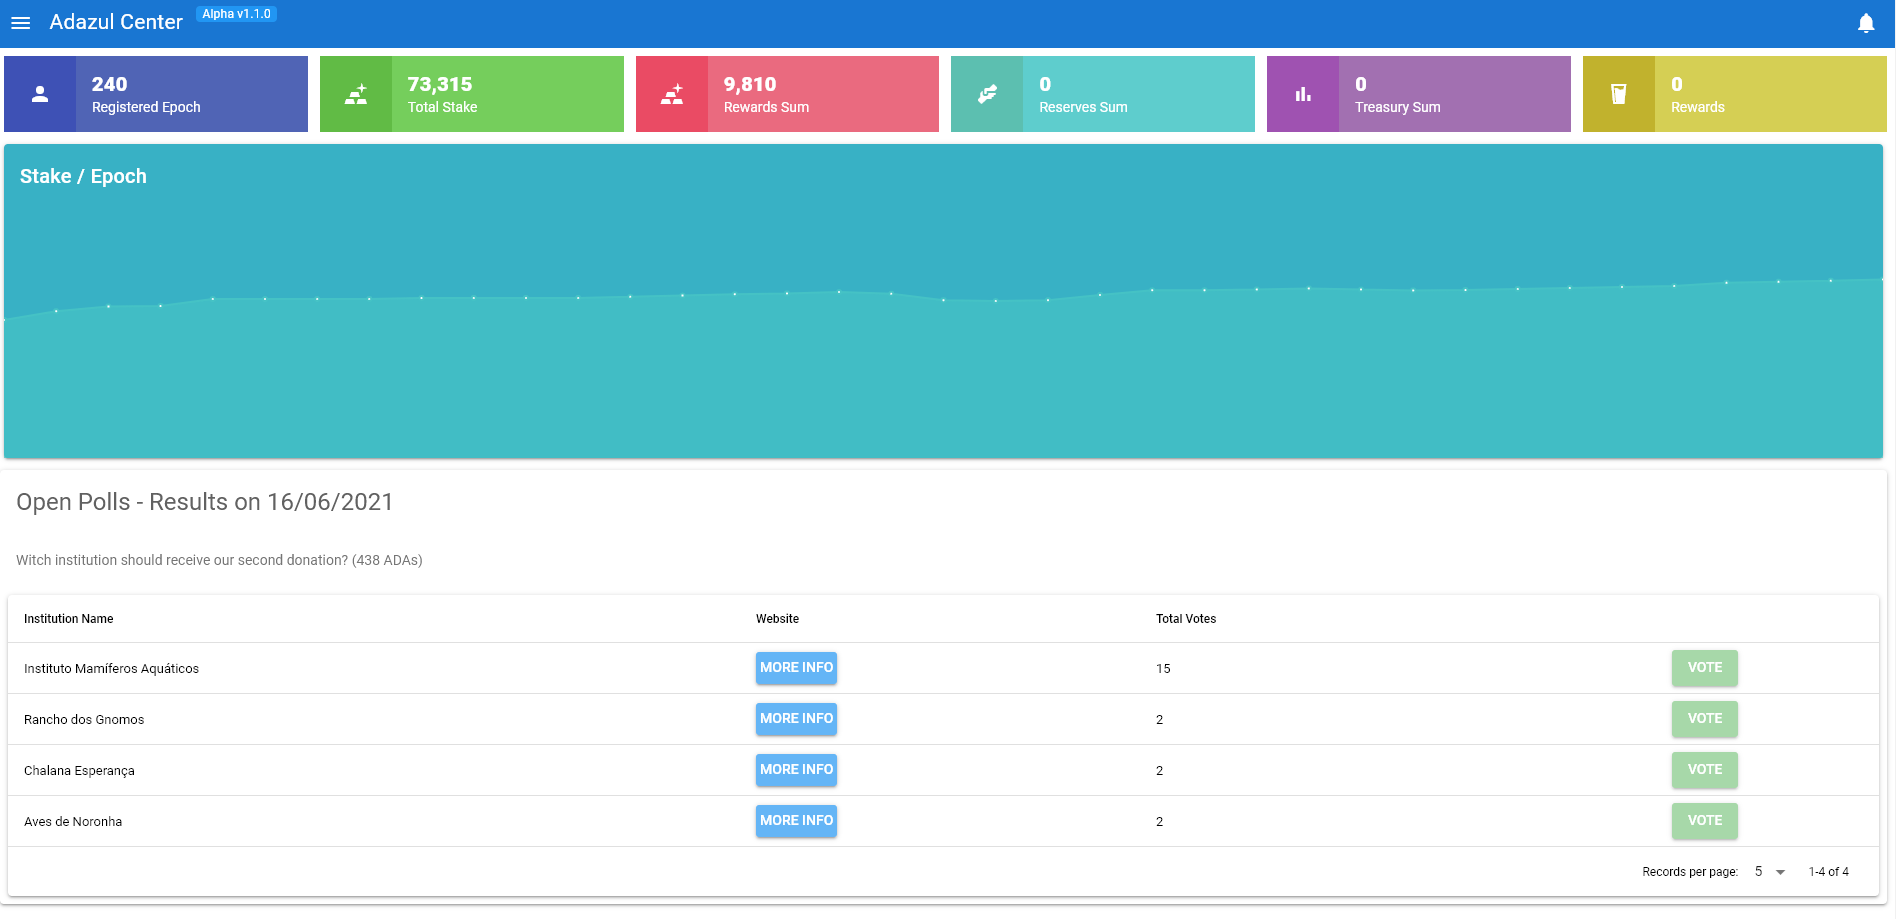 Adazul Center Alpha v1.1.0
240
Registered Epoch
73,315
Total Stake
9,810
Rewards Sum
0
Reserves Sum
0
Treasury Sum
0
Rewards
Stake / Epoch
Open Polls - Results on 16/06/2021
Witch institution should receive our second donation? (438 ADAs)
Institution Name Website Total Votes
Instituto Mamíferos Aquáticos MORE INFO 15 VOTE
Rancho dos Gnomos MORE INFO 2 VOTE
Chalana Esperança MORE INFO 2 VOTE
Aves de Noronha MORE INFO 2 VOTE
Records per page: 5 1-4 of 4